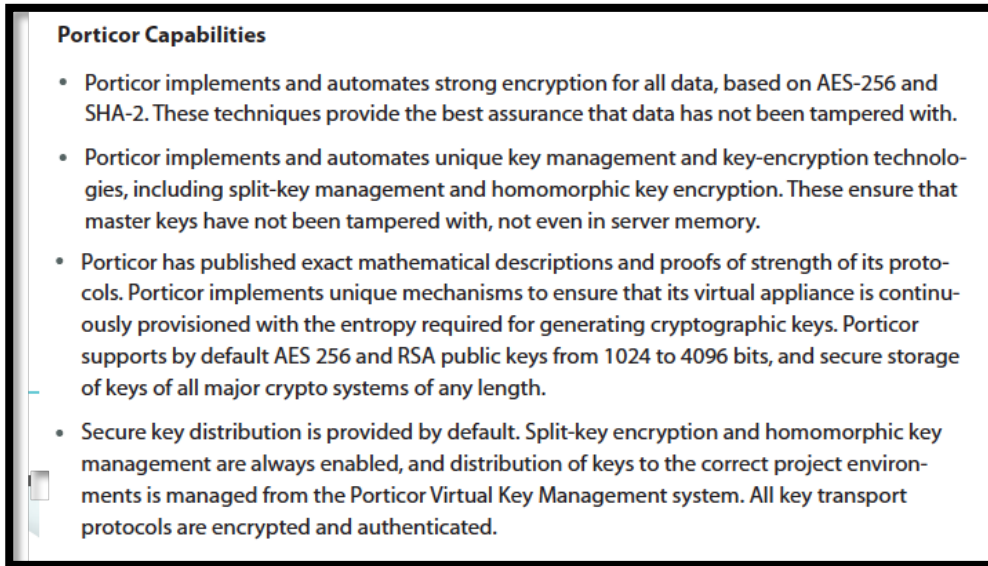 Porticor Capabilities
• Porticor implements and automates strong encryption for all data, based on AES-256 and
SHA-2. These techniques provide the best assurance that data has not been tampered with.
• Porticor implements and automates unique key management and key-encryption technolo-
gies, including split-key management and homomorphic key encryption. These ensure that
master keys have not been tampered with, not even in server memory.
• Porticor has published exact mathematical descriptions and proofs of strength of its proto-
cols. Porticor implements unique mechanisms to ensure that its virtual appliance is continu-
ously provisioned with the entropy required for generating cryptographic keys. Porticor
supports by default AES 256 and RSA public keys from 1024 to 4096 bits, and secure storage
of keys of all major crypto systems of any length.
• Secure key distribution is provided by default. Split-key encryption and homomorphic key
management are always enabled, and distribution of keys to the correct project environ-
ments is managed from the Porticor Virtual Key Management system. All key transport
protocols are encrypted and authenticated.